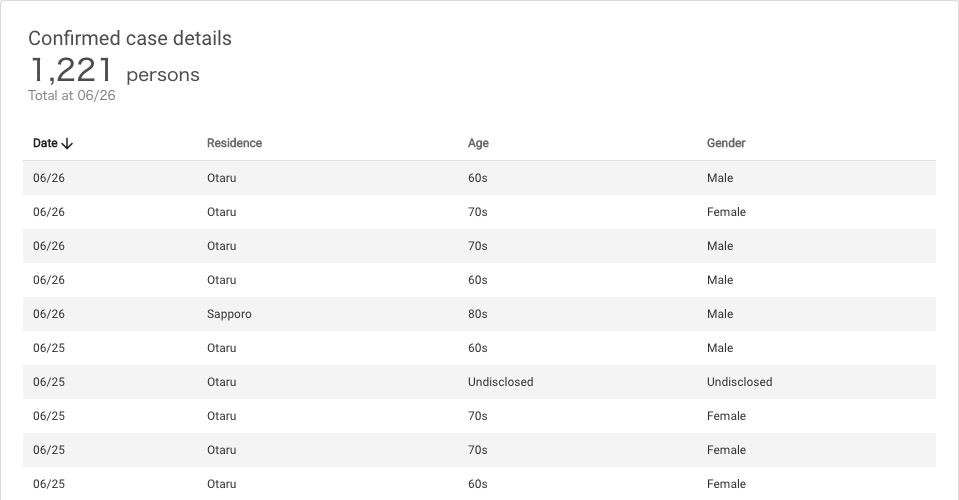 Confirmed case details
1,221 persons
Total at 06/26
Date Residence Age Gender
06/26 Otaru 60s Male
06/26 Otaru 70s Female
06/26 Otaru 70s Male
06/26 Otaru 60s Male
06/26 Sapporo 80s Male
06/25 Otaru 60s Male
06/25 Otaru Undisclosed Undisclosed
06/25 Otaru 70s Female
06/25 Otaru 70s Female
06/25 Otaru 60s Female